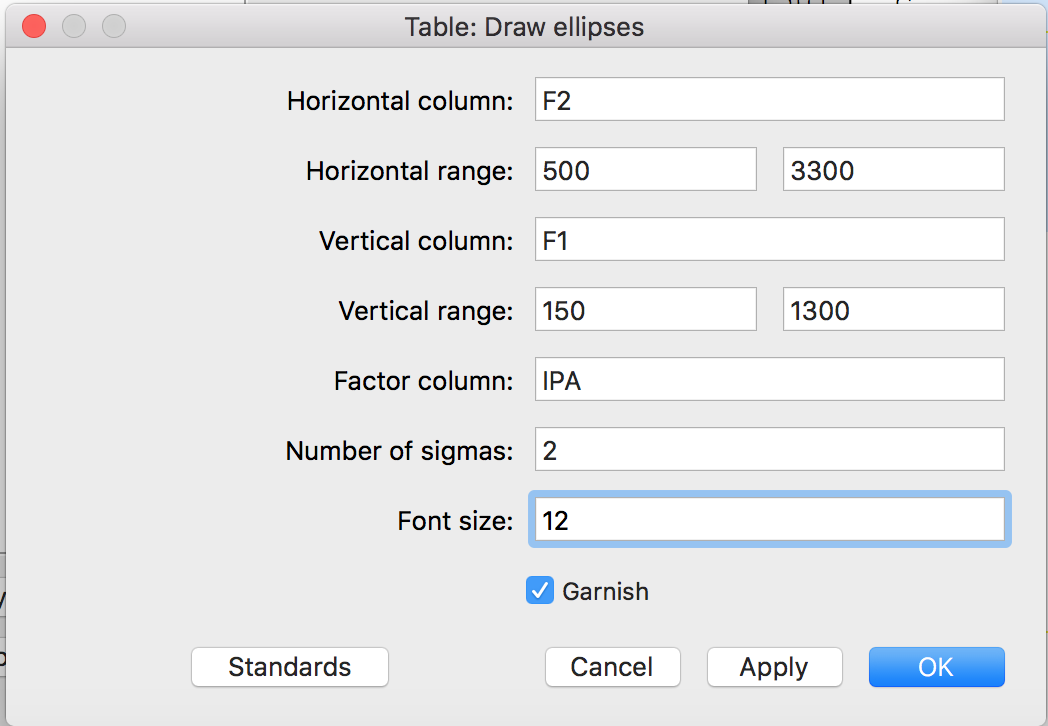 Table: Draw ellipses
Horizontal column: F2
Horizontal range: 500 3300
Vertical column: F1
Vertical range: 150 1300
Factor column: IPA
Number of sigmas: 2
Font size: 12
Garnish
Standards Cancel Apply OK